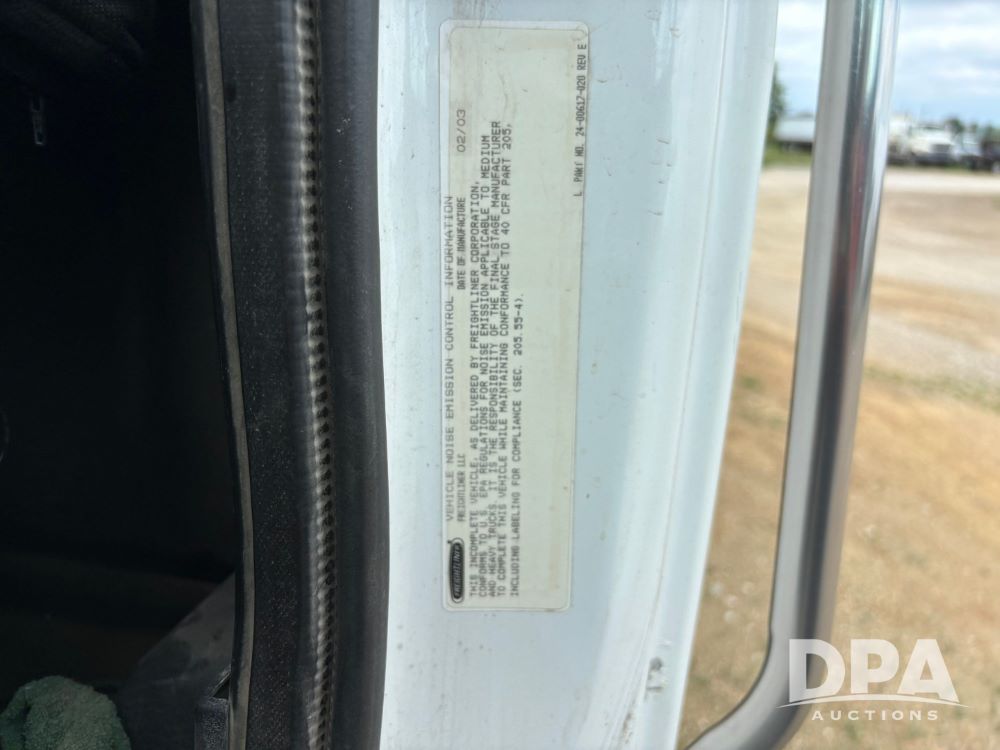 VEHICLE NOISE EMISSION CONTROL INFORMATION
FREIGHTLINER
FREIGHTLINER LLC DATE OF MANUFACTURE 02/03
THIS INCOMPLETE VEHICLE, AS DELIVERED BY FREIGHTLINER CORPORATION,
CONFORMS TO U.S. EPA REGULATIONS FOR NOISE EMISSION APPLICABLE TO MEDIUM
AND HEAVY TRUCKS. IT IS THE RESPONSIBILITY OF THE FINAL STAGE MANUFACTURER
TO COMPLETE THIS VEHICLE WHILE MAINTAINING CONFORMANCE TO 40 CFR PART 205,
INCLUDING LABELING FOR COMPLIANCE (SEC. 205.55-4).
L PART NO. 24-00617-020 REV E
DPA
AUCTIONS